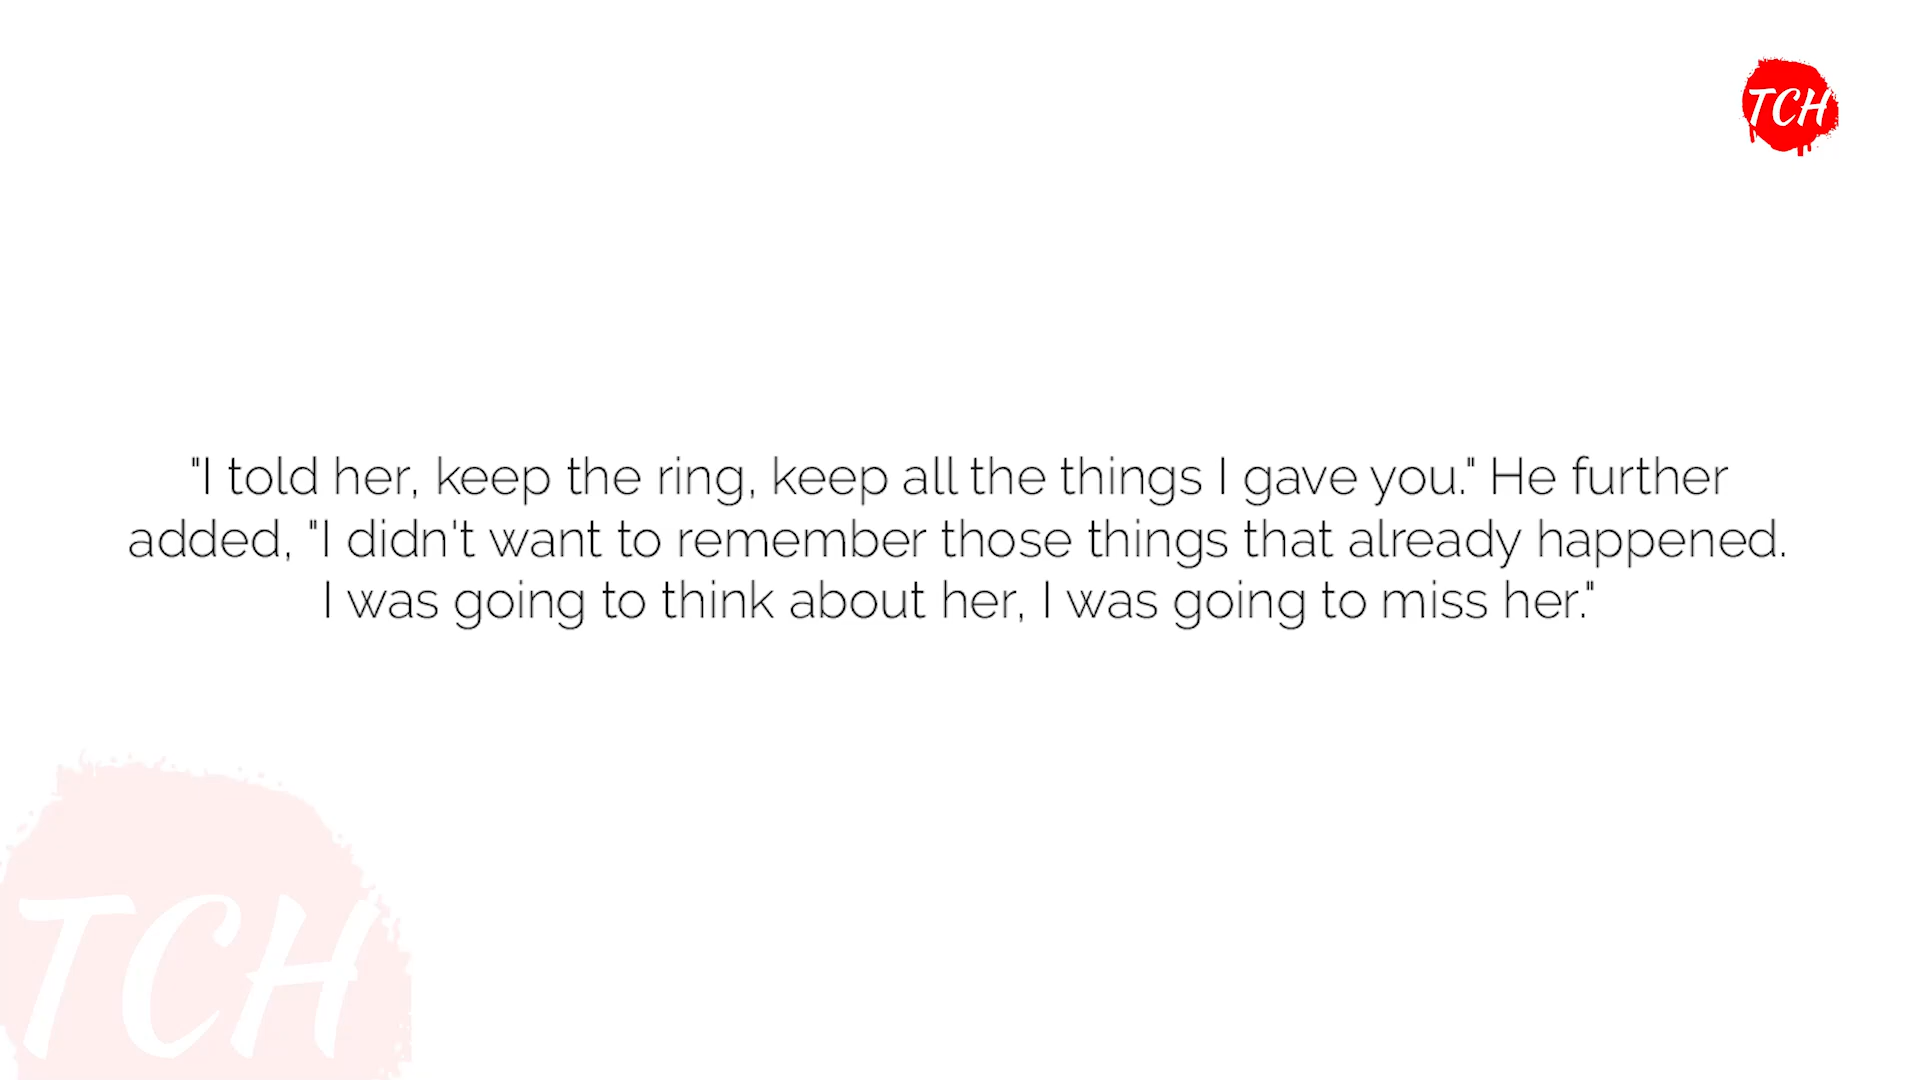 TCH
"I told her, keep the ring, keep all the things I gave you." He further
added, "I didn't want to remember those things that already happened.
I was going to think about her, I was going to miss her."
TCH